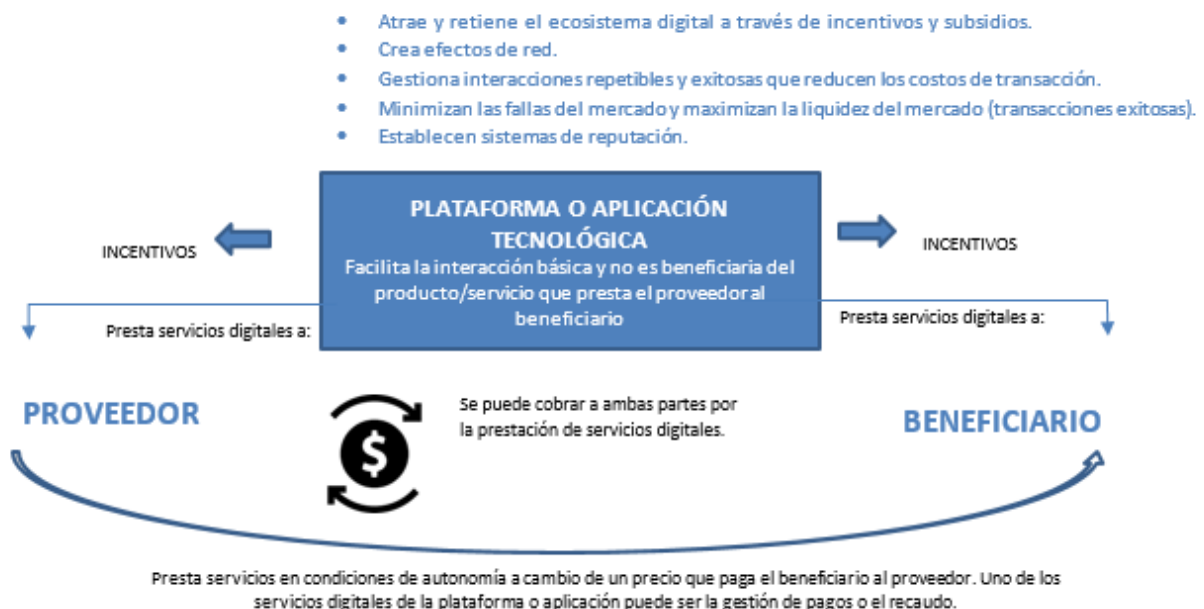 Atrae y retiene el ecosistema digital a través de incentivos y subsidios.
Crea efectos de red.
Gestiona interacciones repetibles y exitosas que reducen los costos de transacción.
Minimizan las fallas del mercado y maximizan la liquidez del mercado (transacciones exitosas).
Establecen sistemas de reputación.
PLATAFORMA O APLICACIÓN
TECNOLÓGICA
Facilita la interacción básica y no es beneficiaria del
producto/servicio que presta el proveedor al
beneficiario
INCENTIVOS
INCENTIVOS
Presta servicios digitales a:
Presta servicios digitales a:
PROVEEDOR
$
Se puede cobrar a ambas partes por
la prestación de servicios digitales.
BENEFICIARIO
Presta servicios en condiciones de autonomía a cambio de un precio que paga el beneficiario al proveedor. Uno de los
servicios digitales de la plataforma o aplicación puede ser la gestión de pagos o el recaudo.